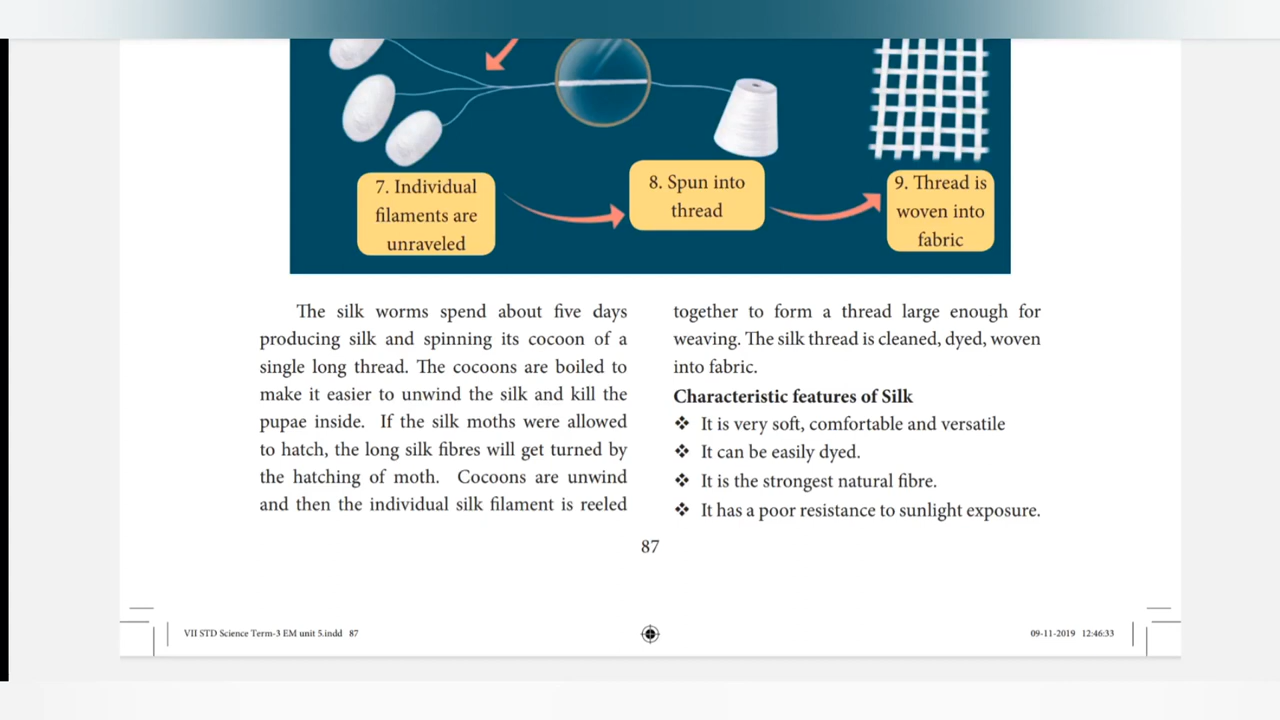 7. Individual
filaments are
unraveled
8. Spun into
thread
9. Thread is
woven into
fabric
The silk worms spend about five days
producing silk and spinning its cocoon of a
single long thread. The cocoons are boiled to
make it easier to unwind the silk and kill the
pupae inside. If the silk moths were allowed
to hatch, the long silk fibres will get turned by
the hatching of moth. Cocoons are unwind
and then the individual silk filament is reeled
together to form a thread large enough for
weaving. The silk thread is cleaned, dyed, woven
into fabric.
Characteristic features of Silk
❖ It is very soft, comfortable and versatile
❖ It can be easily dyed.
❖ It is the strongest natural fibre.
❖ It has a poor resistance to sunlight exposure.
87
VII STD Science Term-3 EM unit 5.indd 87
09-11-2019 12:46:33